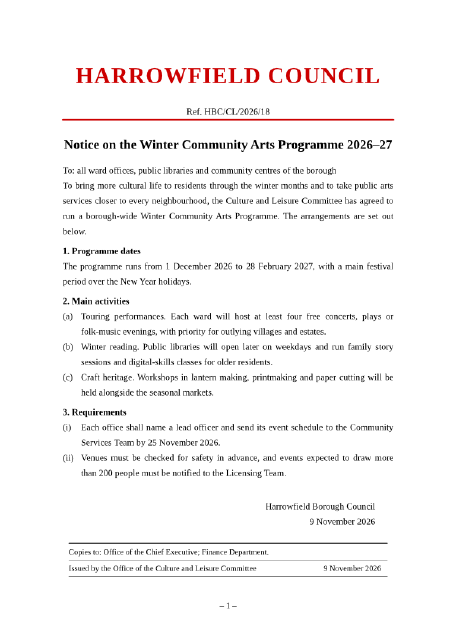 HARROWFIELD COUNCIL
Ref. HBC/CL/2026/18
Notice on the Winter Community Arts Programme 2026–27
To: all ward offices, public libraries and community centres of the borough
To bring more cultural life to residents through the winter months and to take public arts
services closer to every neighbourhood, the Culture and Leisure Committee has agreed to
run a borough-wide Winter Community Arts Programme. The arrangements are set out
below.
1. Programme dates
The programme runs from 1 December 2026 to 28 February 2027, with a main festival
period over the New Year holidays.
2. Main activities
(a) Touring performances. Each ward will host at least four free concerts, plays or
folk-music evenings, with priority for outlying villages and estates.
(b) Winter reading. Public libraries will open later on weekdays and run family story
sessions and digital-skills classes for older residents.
(c) Craft heritage. Workshops in lantern making, printmaking and paper cutting will be
held alongside the seasonal markets.
3. Requirements
(i) Each office shall name a lead officer and send its event schedule to the Community
Services Team by 25 November 2026.
(ii) Venues must be checked for safety in advance, and events expected to draw more
than 200 people must be notified to the Licensing Team.
Harrowfield Borough Council
9 November 2026
Copies to: Office of the Chief Executive; Finance Department.
Issued by the Office of the Culture and Leisure Committee 9 November 2026
– 1 –